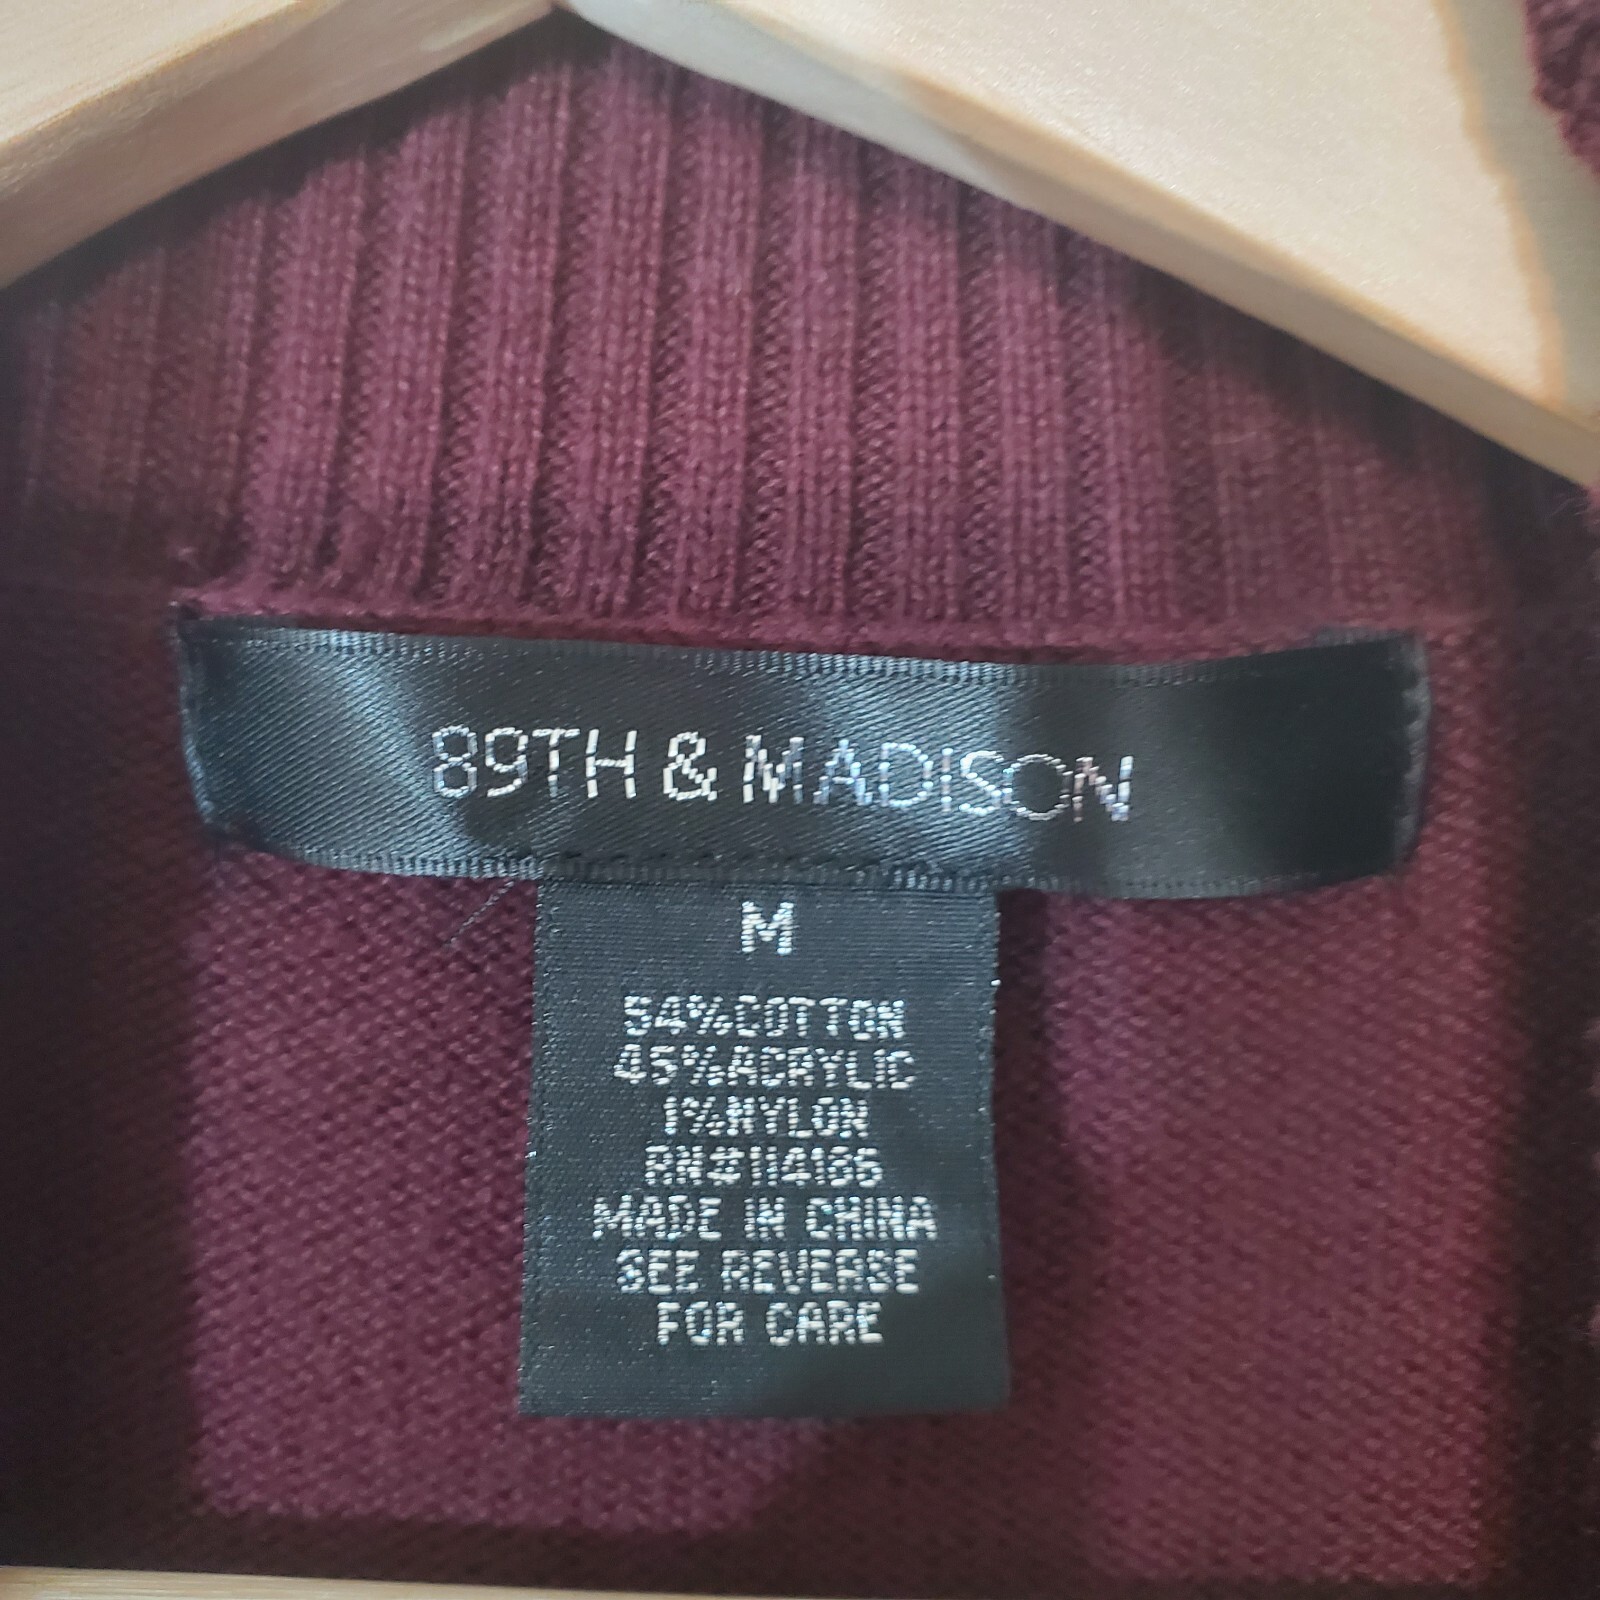 89TH & MADISON
M
54%COTTON
45%ACRYLIC
1%NYLON
RN#114186
MADE IN CHINA
SEE REVERSE
FOR CARE